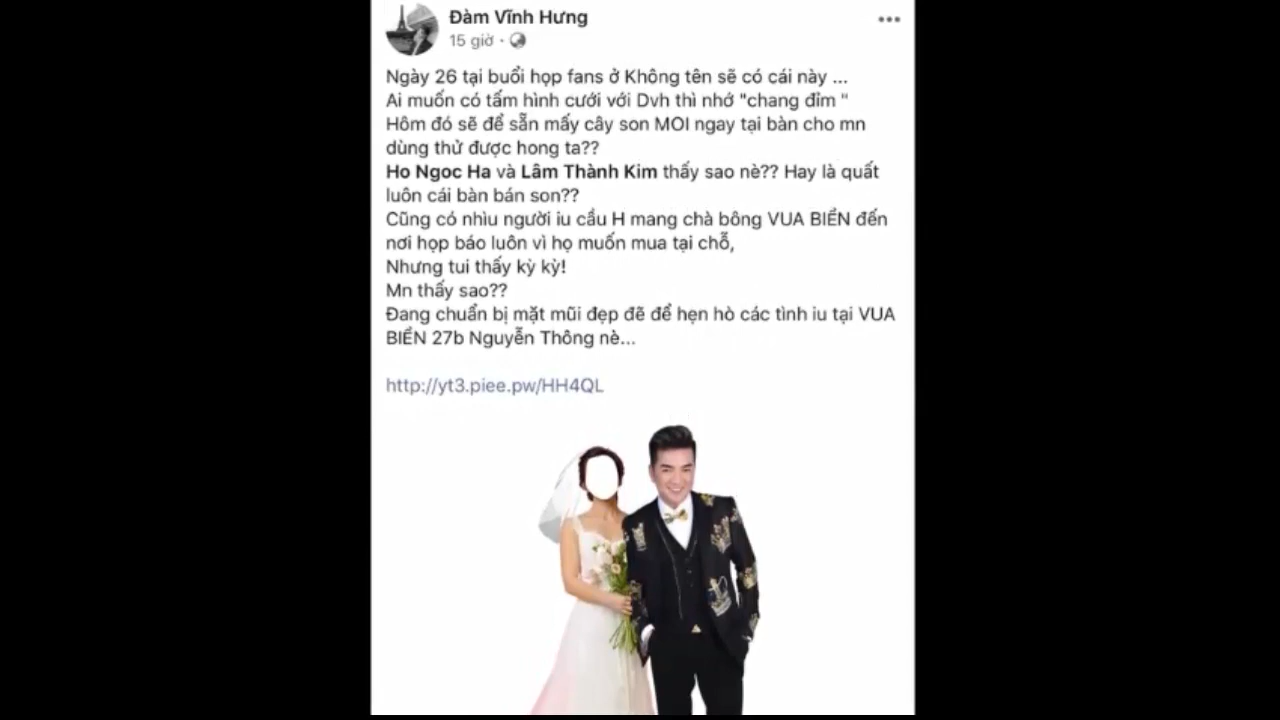 Đàm Vĩnh Hưng
15 giờ ·
Ngày 26 tại buổi họp fans ở Không tên sẽ có cái này ...
Ai muốn có tấm hình cưới với Dvh thì nhớ "chang đỉm "
Hôm đó sẽ để sẵn mấy cây son MOI ngay tại bàn cho mn
dùng thử được hong ta??
Ho Ngoc Ha và Lâm Thành Kim thấy sao nè?? Hay là quất
luôn cái bàn bán son??
Cũng có nhìu người iu cầu H mang chà bông VUA BIỂN đến
nơi họp báo luôn vì họ muốn mua tại chỗ,
Nhưng tui thấy kỳ kỳ!
Mn thấy sao??
Đang chuẩn bị mặt mũi đẹp đẽ để hẹn hò các tình iu tại VUA
BIỂN 27b Nguyễn Thông nè...
http://yt3.piee.pw/HH4QL